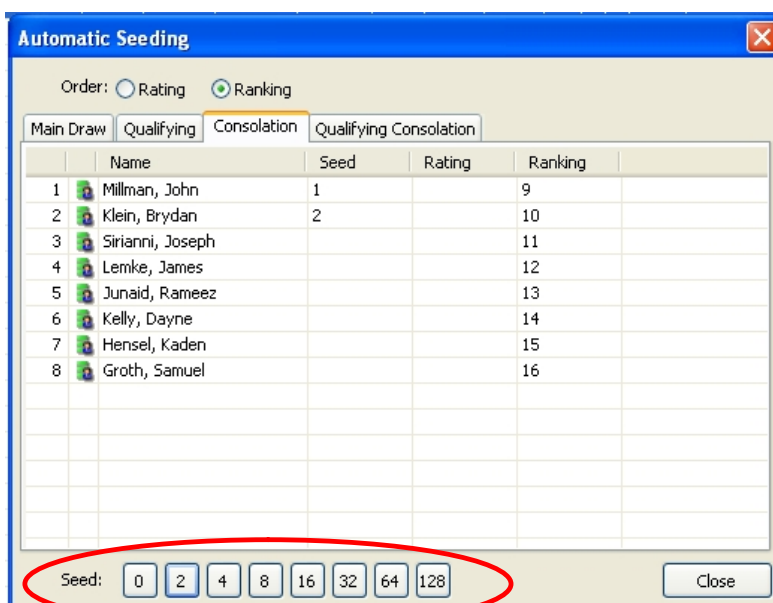 Automatic Seeding
Order: Rating Ranking
Main Draw Qualifying Consolation Qualifying Consolation
Name Seed Rating Ranking
1 Millman, John 1 9
2 Klein, Brydan 2 10
3 Sirianni, Joseph 11
4 Lemke, James 12
5 Junaid, Rameez 13
6 Kelly, Dayne 14
7 Hensel, Kaden 15
8 Groth, Samuel 16
Seed: 0 2 4 8 16 32 64 128 Close